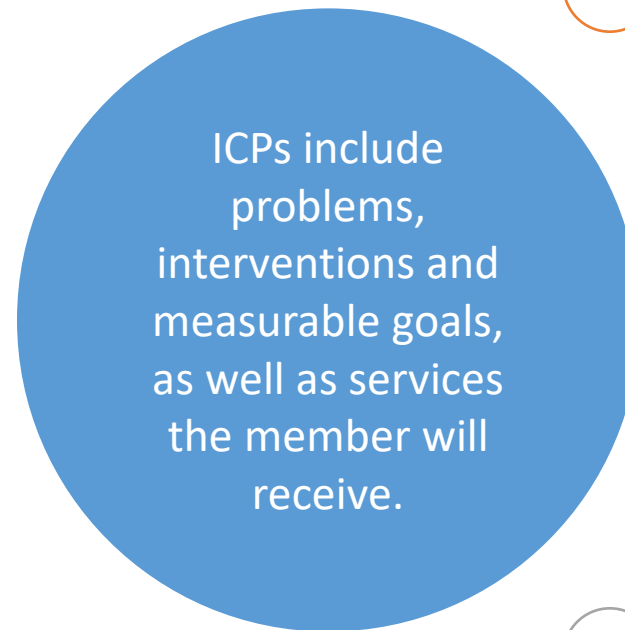 ICPs include
problems,
interventions and
measurable goals,
as well as services
the member will
receive.